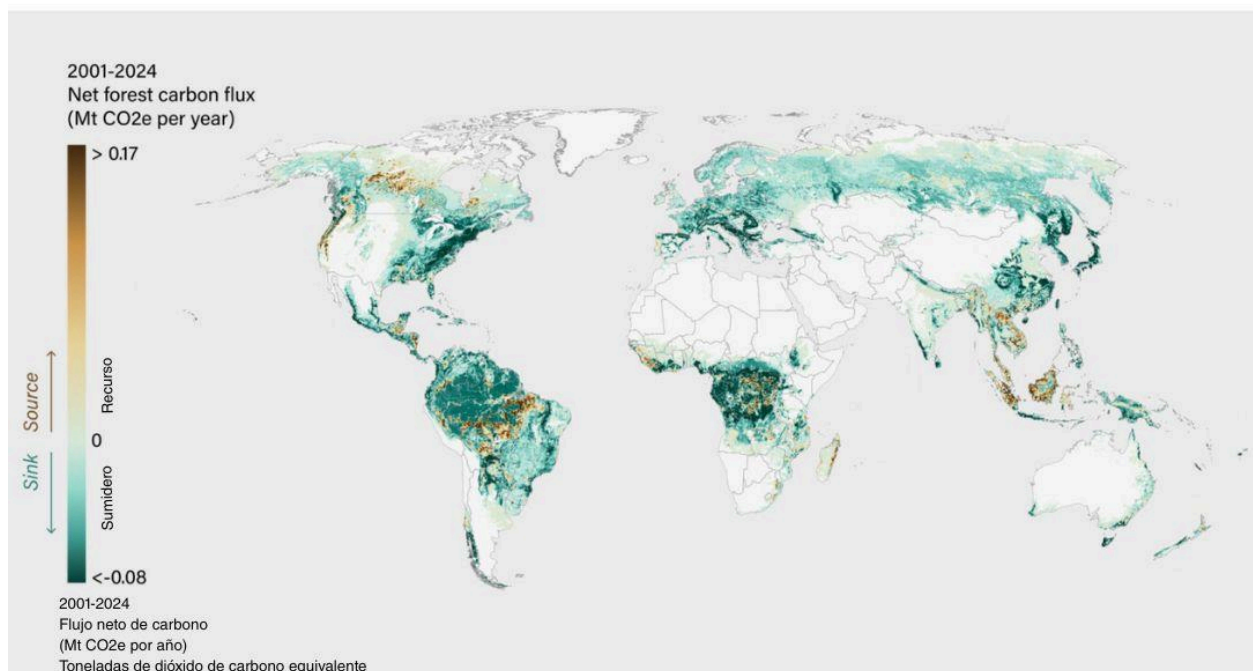 2001-2024
Net forest carbon flux
(Mt CO2e per year)
> 0.17
Source
Recurso
0
Sink
Sumidero
<-0.08
2001-2024
Flujo neto de carbono
(Mt CO2e por año)
Toneladas de dióxido de carbono equivalente